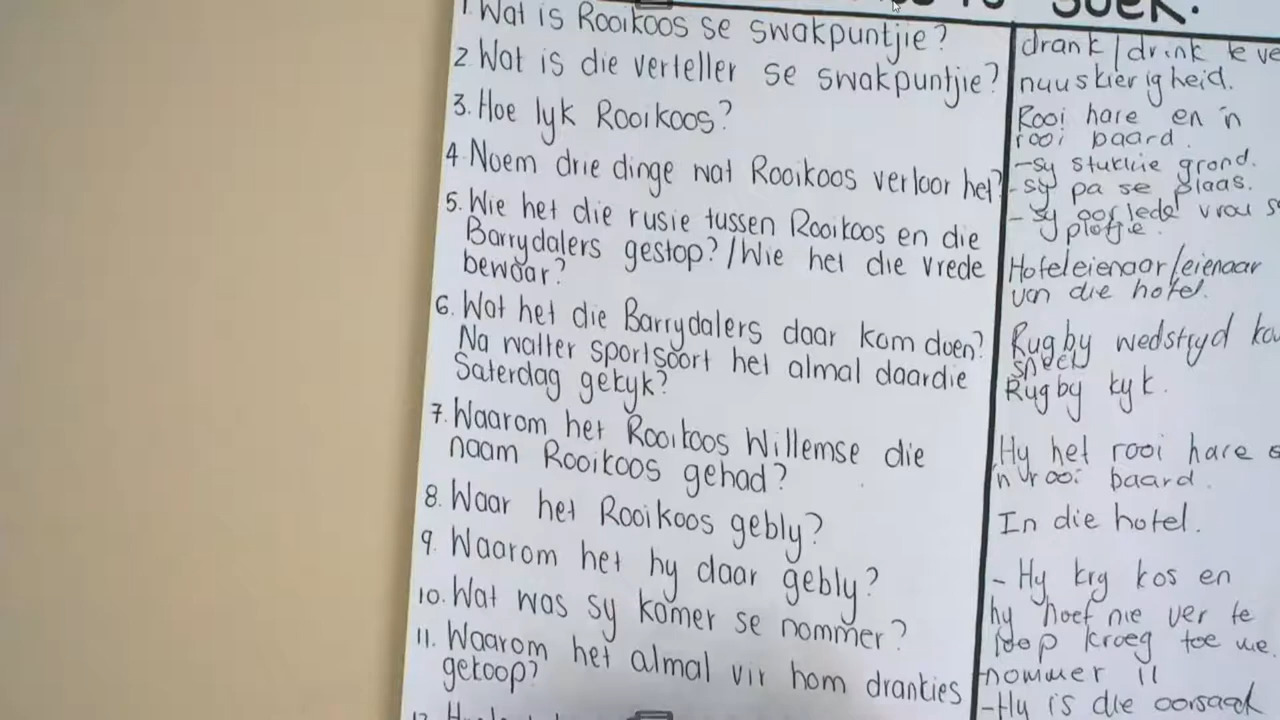 SOEK.
1. Wat is Rooikoos se swakpuntjie?
drank/drink te ve
2 Wat is die verteller se swakpuntjie?
nuuskierigheid.
3. Hoe lyk Rooikoos?
Rooi hare en 'n
rooi baard.
4. Noem drie dinge wat Rooikoos verloor het?
-sy stukkie grond.
-sy pa se plaas.
- sy oorlede vrou s
plotjie.
5. Wie het die rusie tussen Rooikoos en die
Barrydalers gestop? /Wie het die vrede
bewaar?
Hoteleienaar/eienaar
van die hotel.
6. Wat het die Barrydalers daar kom doen?
Na watter sportsoort het almal daardie
Saterdag gekyk?
Rugby wedstryd ko
speel
Rugby kyk.
7. Waarom het Rooikoos Willemse die
naam Rooikoos gehad?
Hy het rooi hare e
'n rooi baard.
8. Waar het Rooikoos gebly?
In die hotel.
9. Waarom het hy daar gebly?
- Hy kry kos en
hy hoef nie ver te
loop kroeg toe nie.
10. Wat was sy kamer se nommer?
nommer 11
11. Waarom het almal vir hom drankies
gekoop?
-Hy is die oorsaak